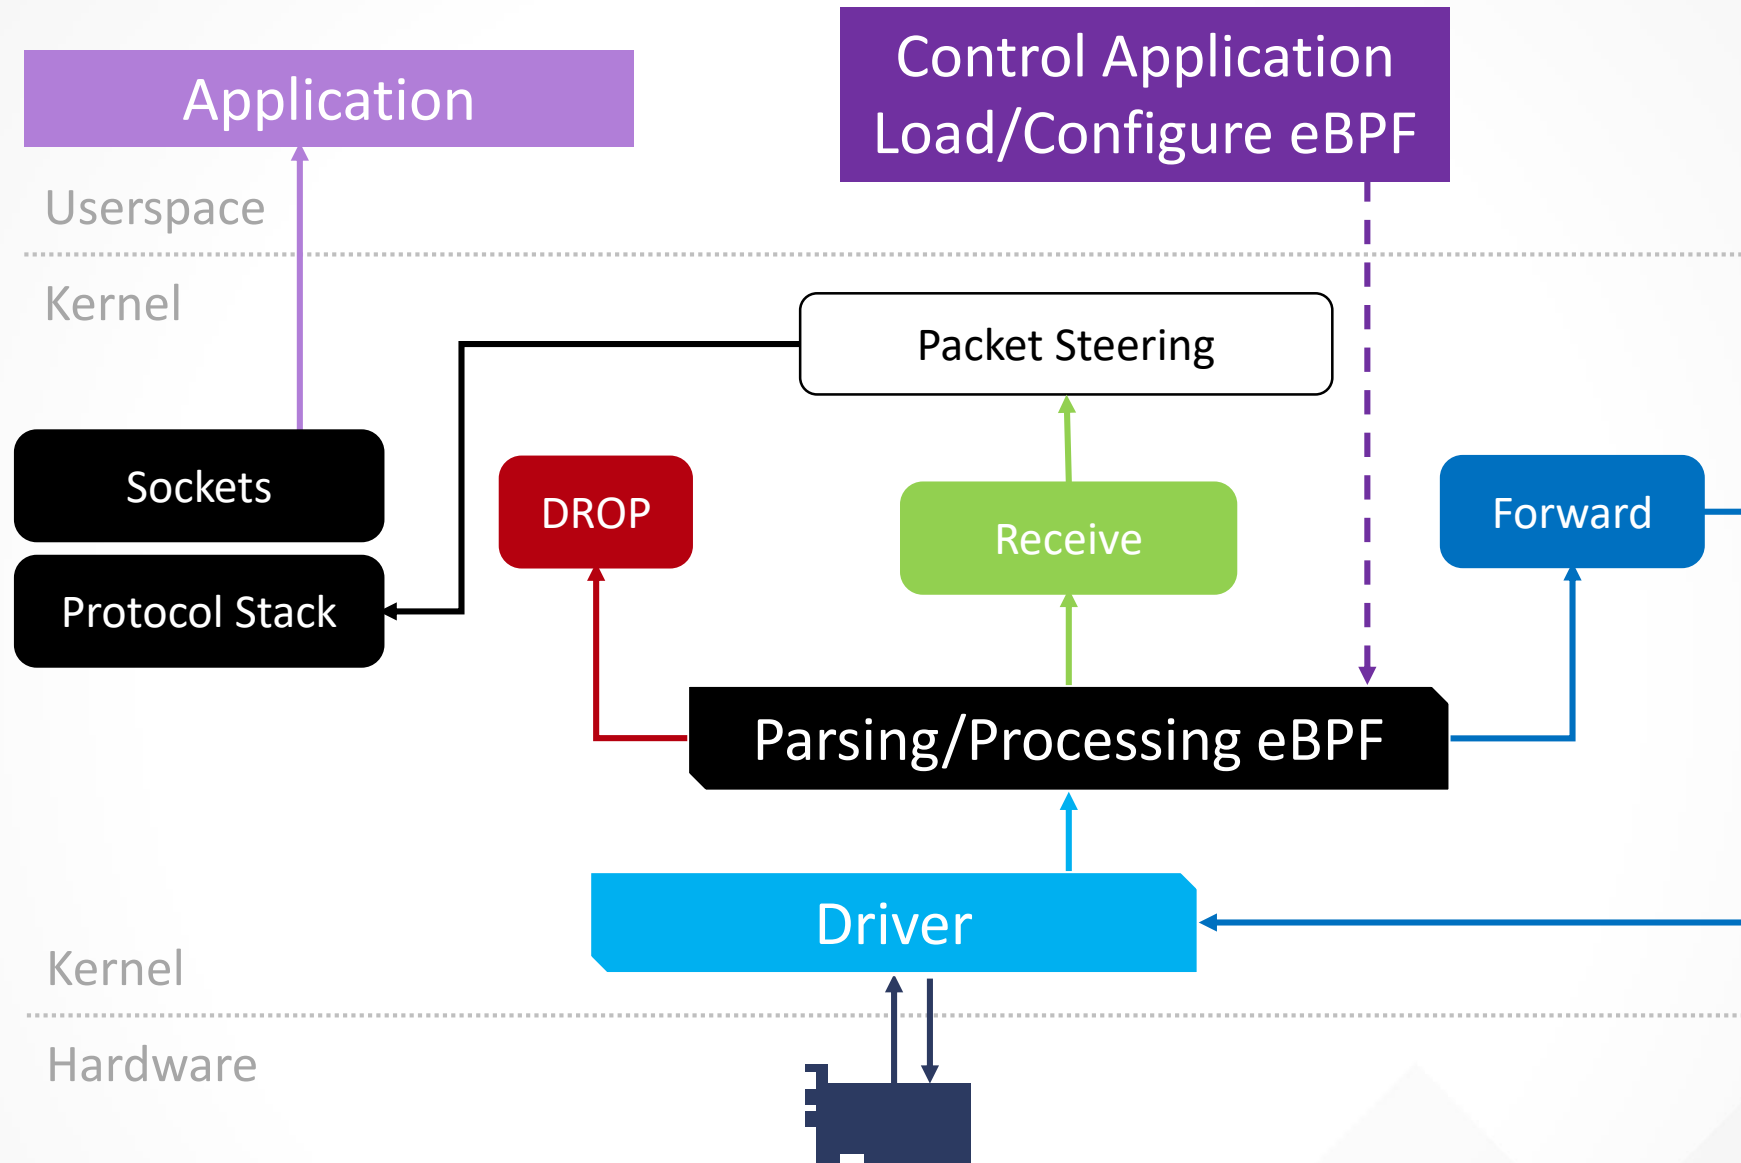 Application
Control Application
Load/Configure eBPF
Userspace
Kernel
Packet Steering
Sockets
DROP
Receive
Forward
Protocol Stack
Parsing/Processing eBPF
Driver
Kernel
Hardware